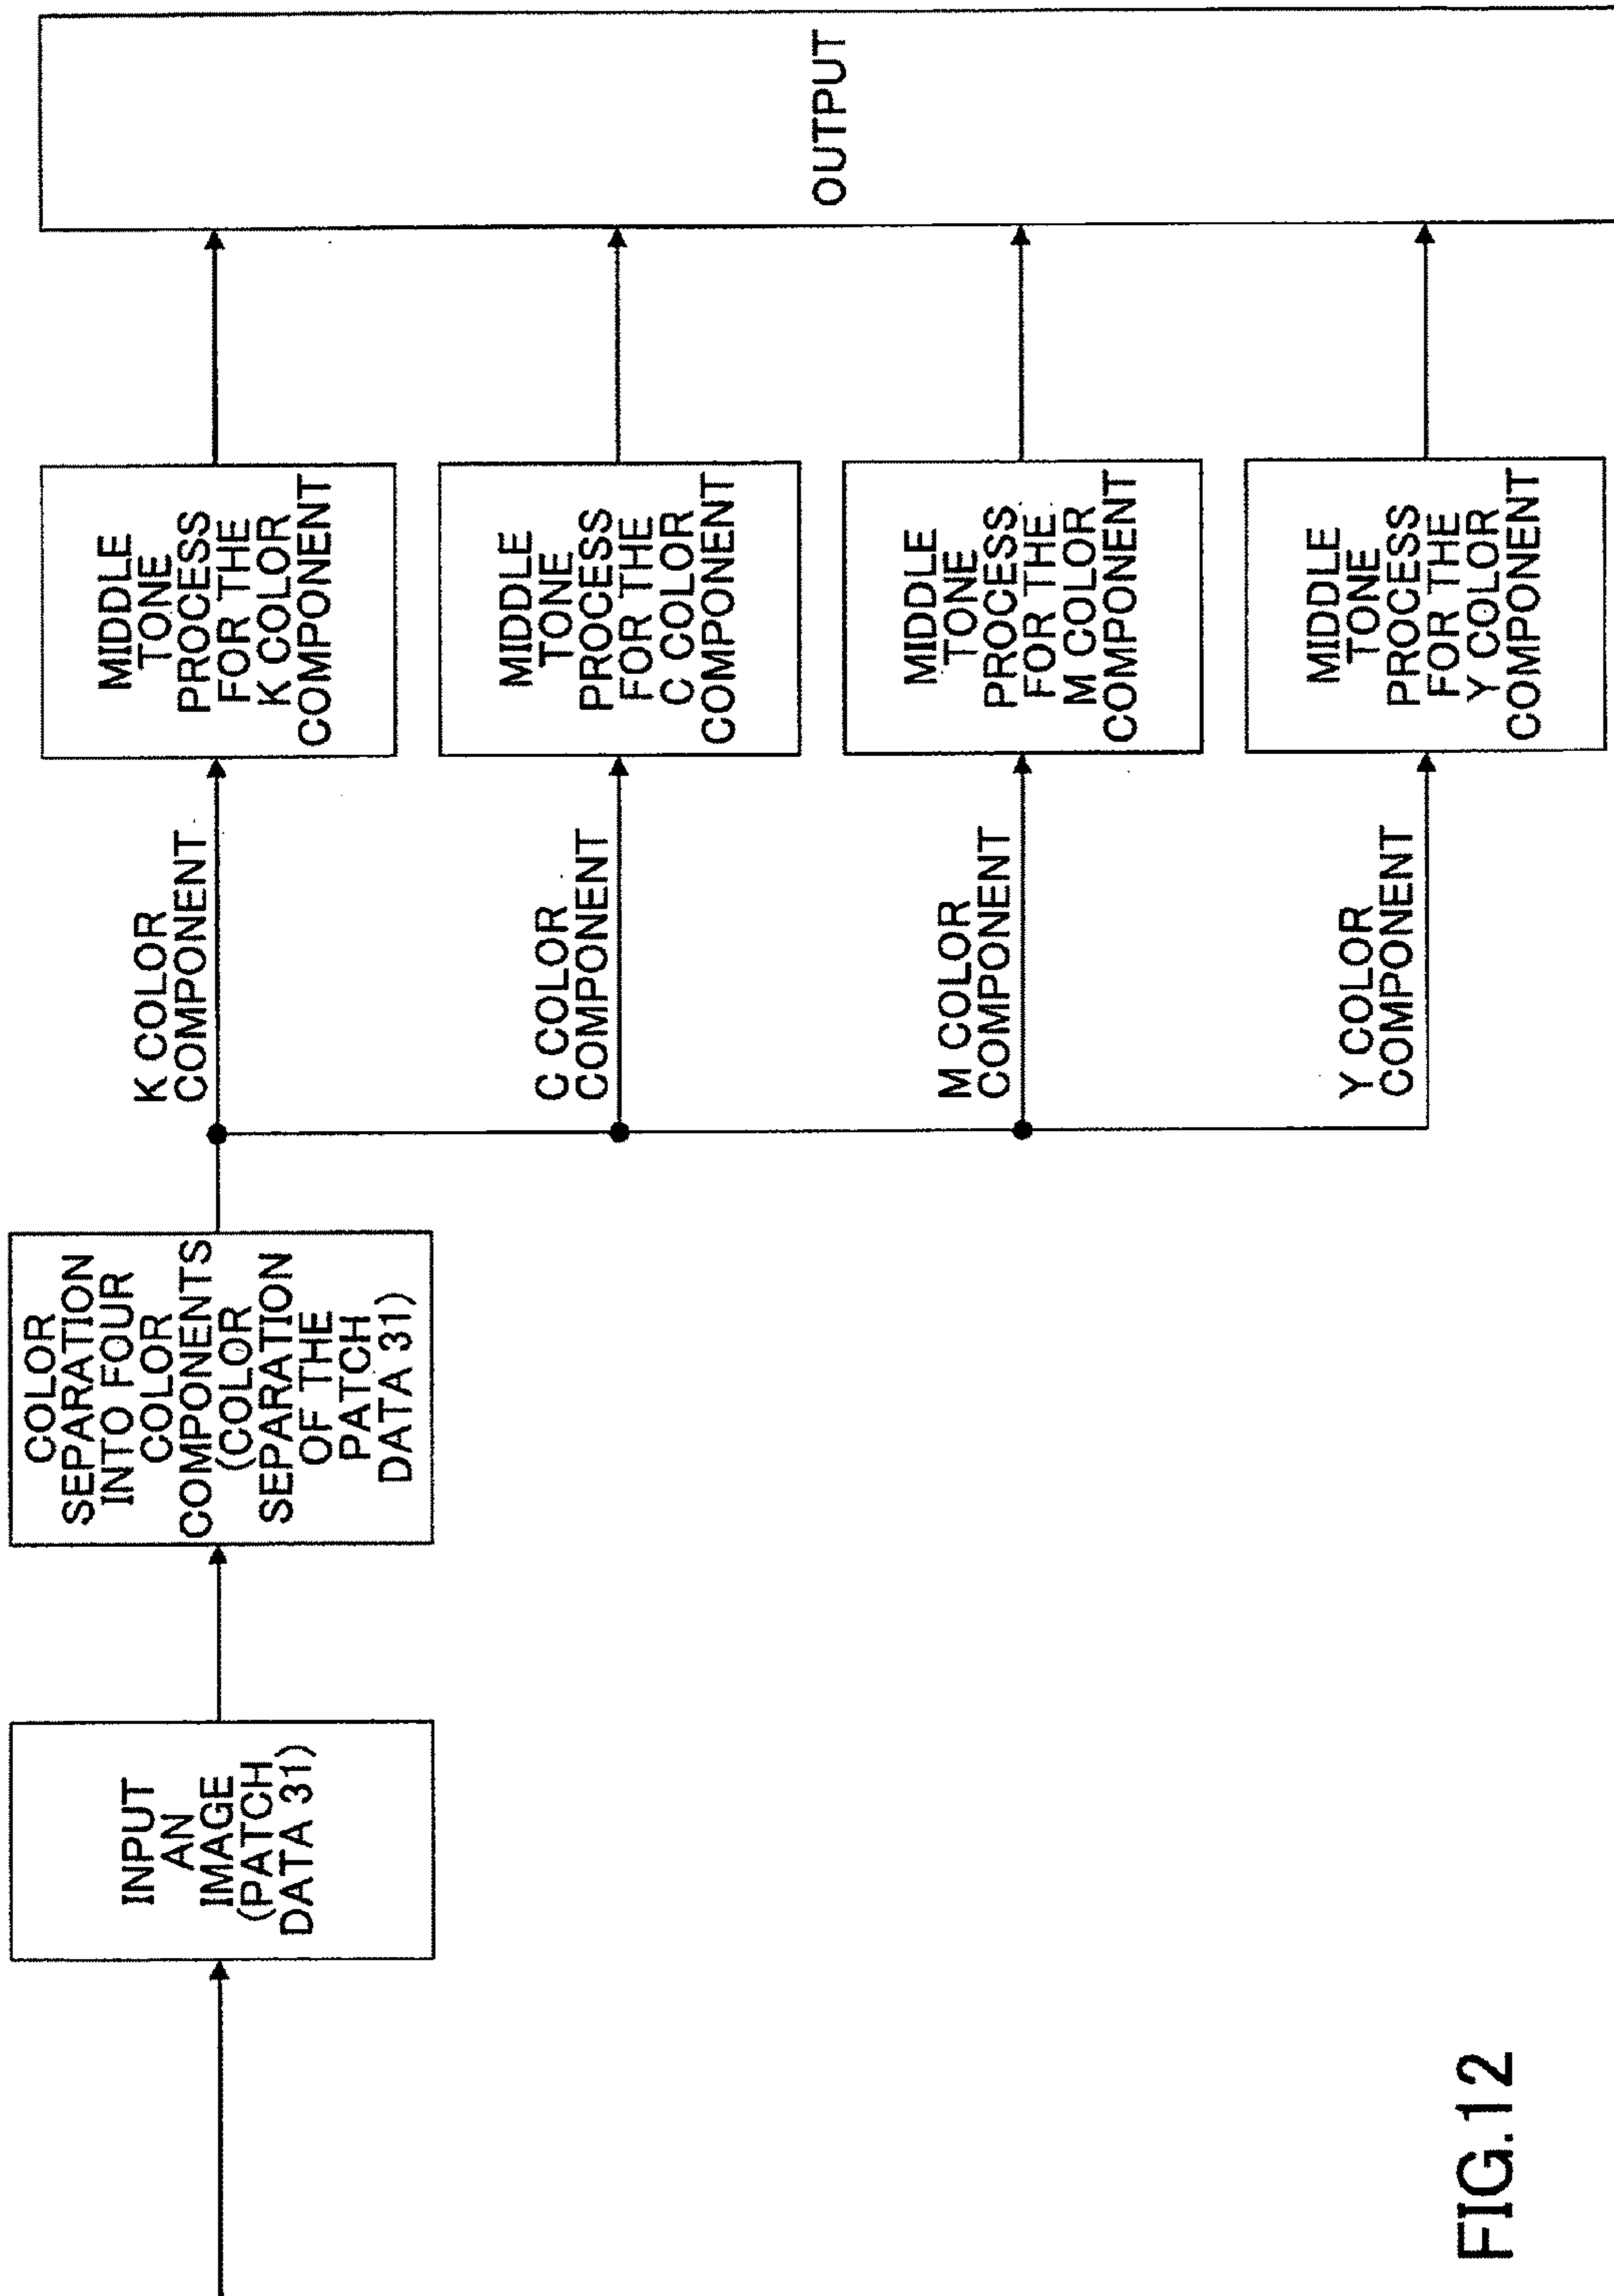 INPUT
AN
IMAGE
(PATCH
DATA 31)
COLOR
SEPARATION
INTO FOUR
COLOR
COMPONENTS
(COLOR
SEPARATION
OF THE
PATCH
DATA 31)
K COLOR
COMPONENT
MIDDLE
TONE
PROCESS
FOR THE
K COLOR
COMPONENT
C COLOR
COMPONENT
MIDDLE
TONE
PROCESS
FOR THE
C COLOR
COMPONENT
M COLOR
COMPONENT
MIDDLE
TONE
PROCESS
FOR THE
M COLOR
COMPONENT
Y COLOR
COMPONENT
MIDDLE
TONE
PROCESS
FOR THE
Y COLOR
COMPONENT
OUTPUT
FIG.12